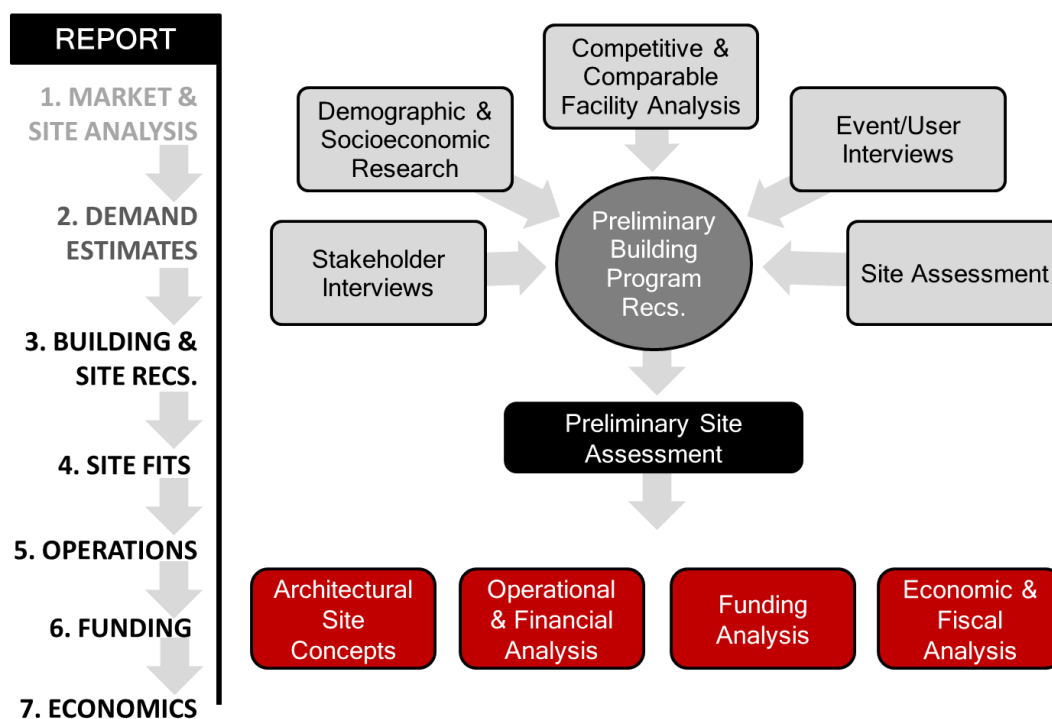 REPORT
1. MARKET &
SITE ANALYSIS
2. DEMAND
ESTIMATES
3. BUILDING &
SITE RECS.
4. SITE FITS
5. OPERATIONS
6. FUNDING
7. ECONOMICS
Competitive &
Comparable
Facility Analysis
Demographic &
Socioeconomic
Research
Event/User
Interviews
Stakeholder
Interviews
Preliminary
Building
Program
Recs.
Site Assessment
Preliminary Site
Assessment
Architectural
Site
Concepts
Operational
& Financial
Analysis
Funding
Analysis
Economic &
Fiscal
Analysis